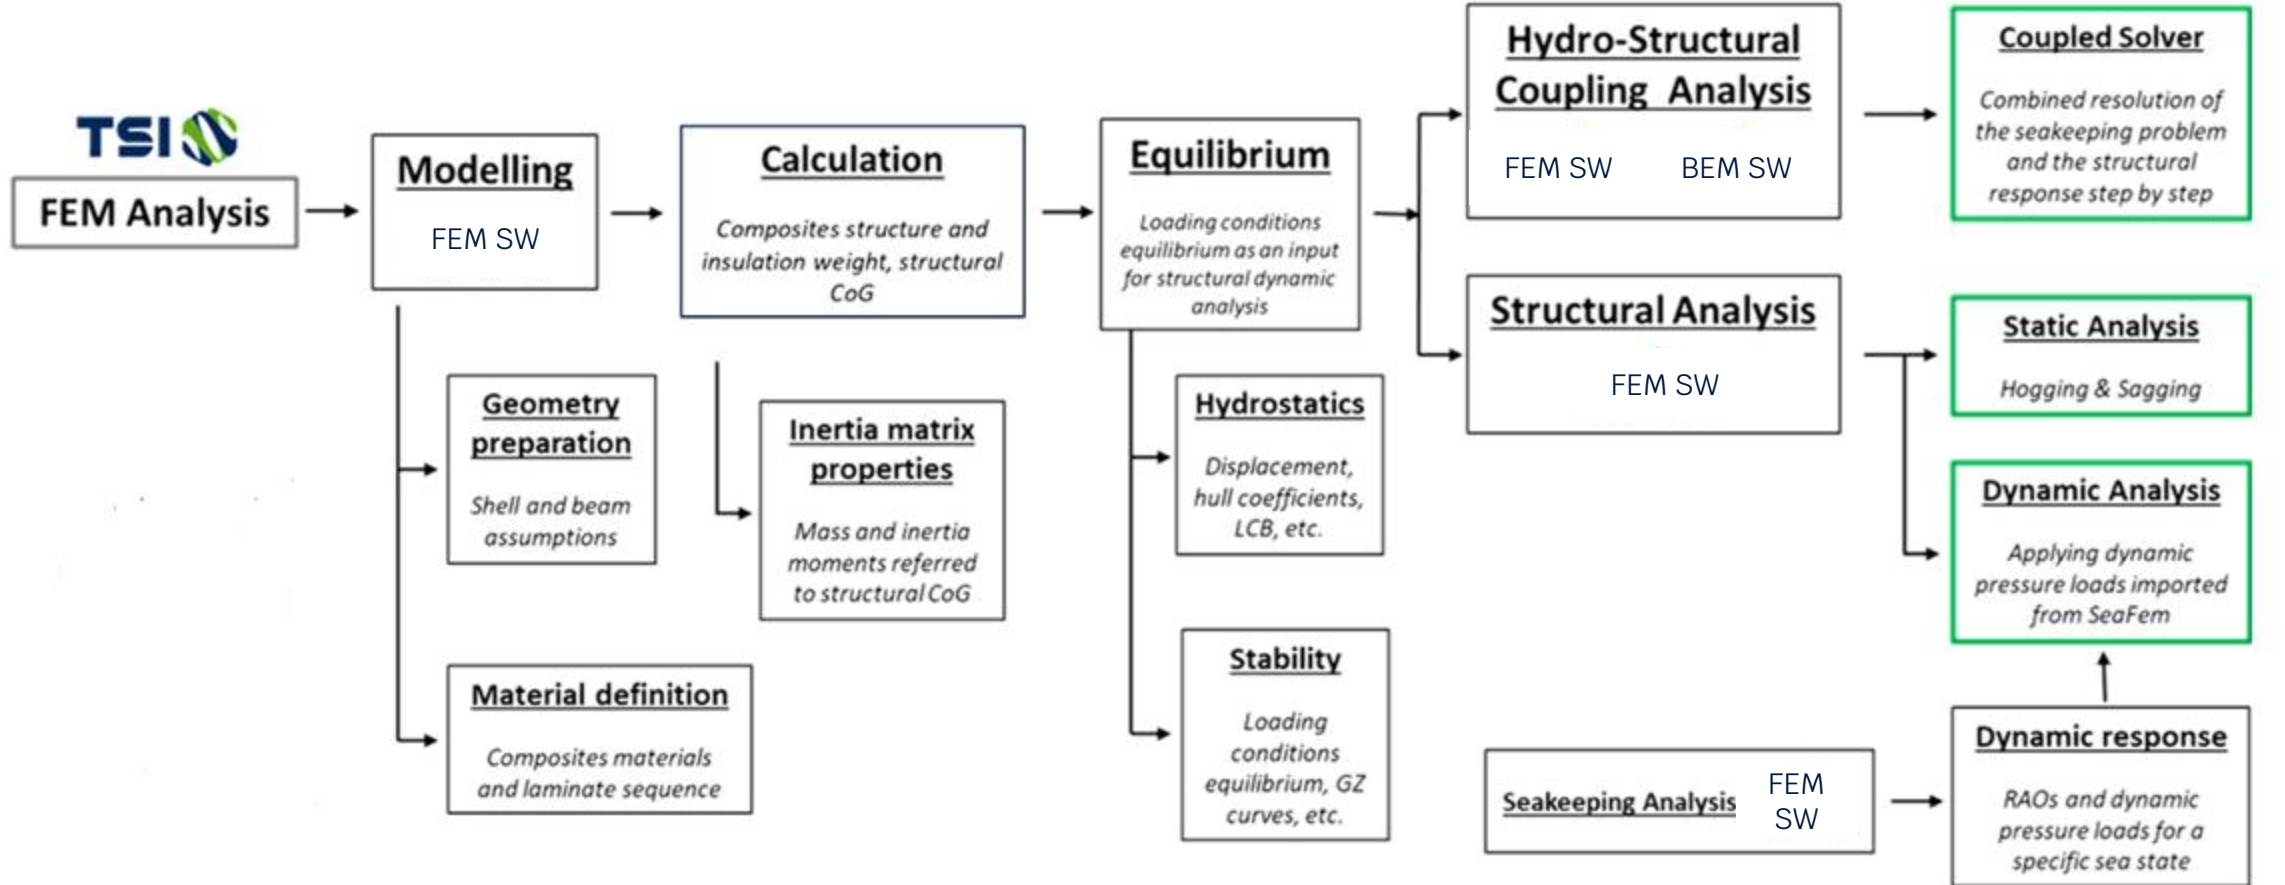 TSI
FEM Analysis
Modelling
FEM SW
Geometry
preparation
Shell and beam
assumptions
Material definition
Composites materials
and laminate sequence
Calculation
Composites structure and
insulation weight, structural
CoG
Inertia matrix
properties
Mass and inertia
moments referred
to structural CoG
Equilibrium
Loading conditions
equilibrium as an input
for structural dynamic
analysis
Hydrostatics
Displacement,
hull coefficients,
LCB, etc.
Stability
Loading
conditions
equilibrium, GZ
curves, etc.
Hydro-Structural
Coupling Analysis
FEM SW BEM SW
Coupled Solver
Combined resolution of
the seakeeping problem
and the structural
response step by step
Structural Analysis
FEM SW
Static Analysis
Hogging & Sagging
Dynamic Analysis
Applying dynamic
pressure loads imported
from SeaFem
Seakeeping Analysis
FEM
SW
Dynamic response
RAOs and dynamic
pressure loads for a
specific sea state